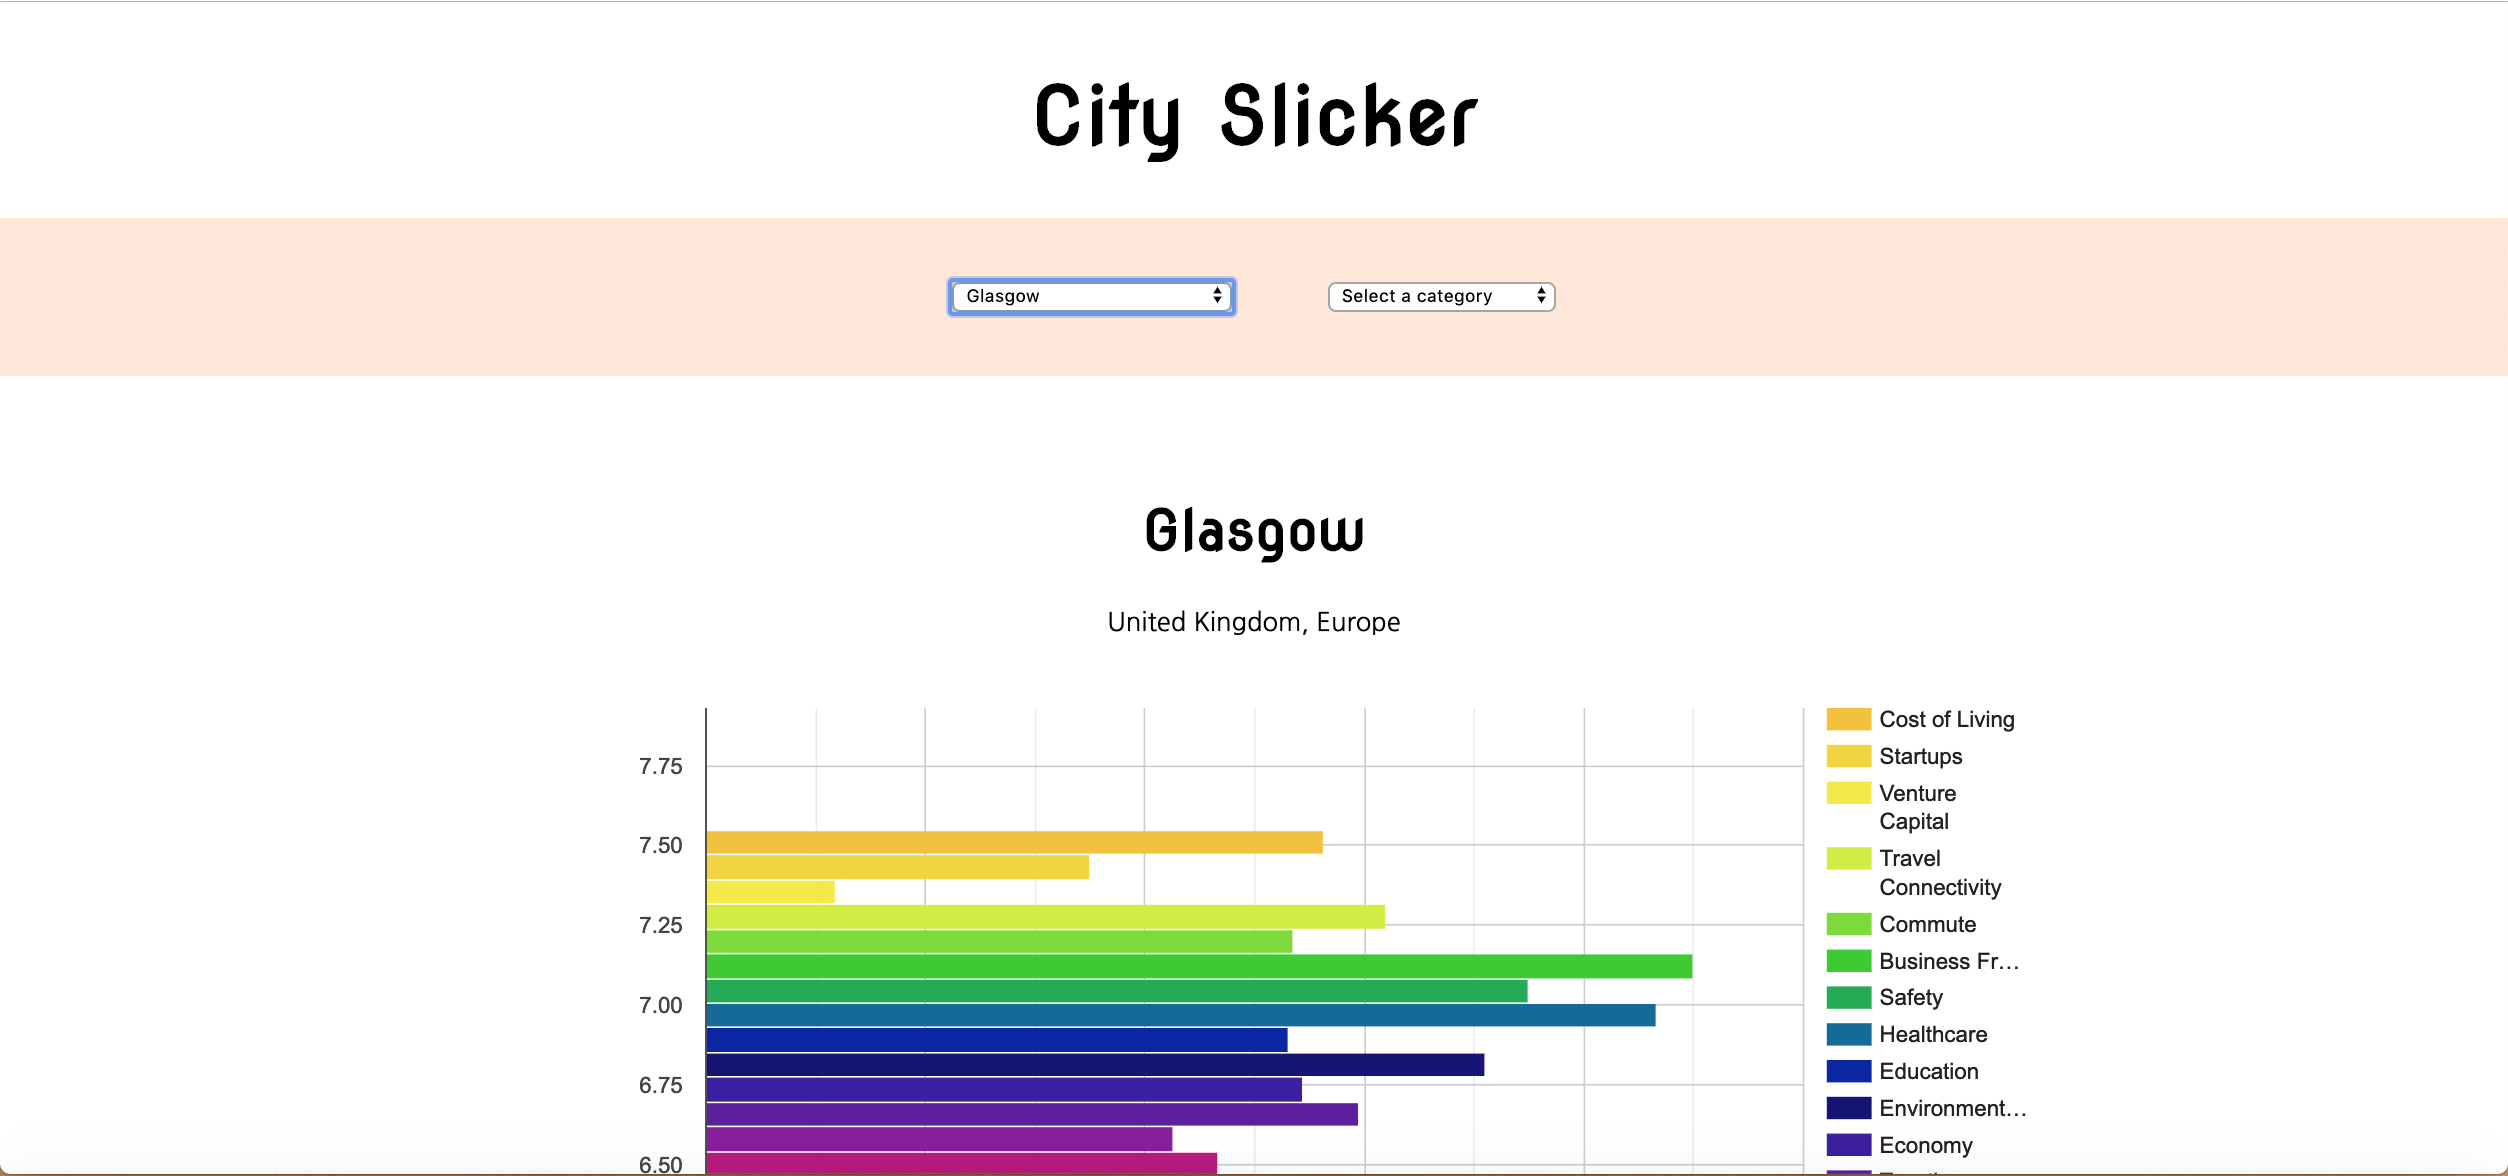 City Slicker
Glasgow
Select a category
Glasgow
United Kingdom, Europe
7.75
7.50
7.25
7.00
6.75
6.50
Cost of Living
Startups
Venture
Capital
Travel
Connectivity
Commute
Business Fr...
Safety
Healthcare
Education
Environment...
Economy